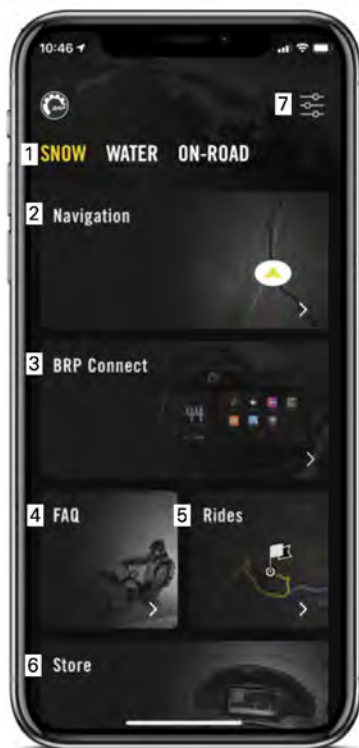 10:46
7
1 SNOW WATER ON-ROAD
2 Navigation
3 BRP Connect
44
4 FAQ
5 Rides
6 Store